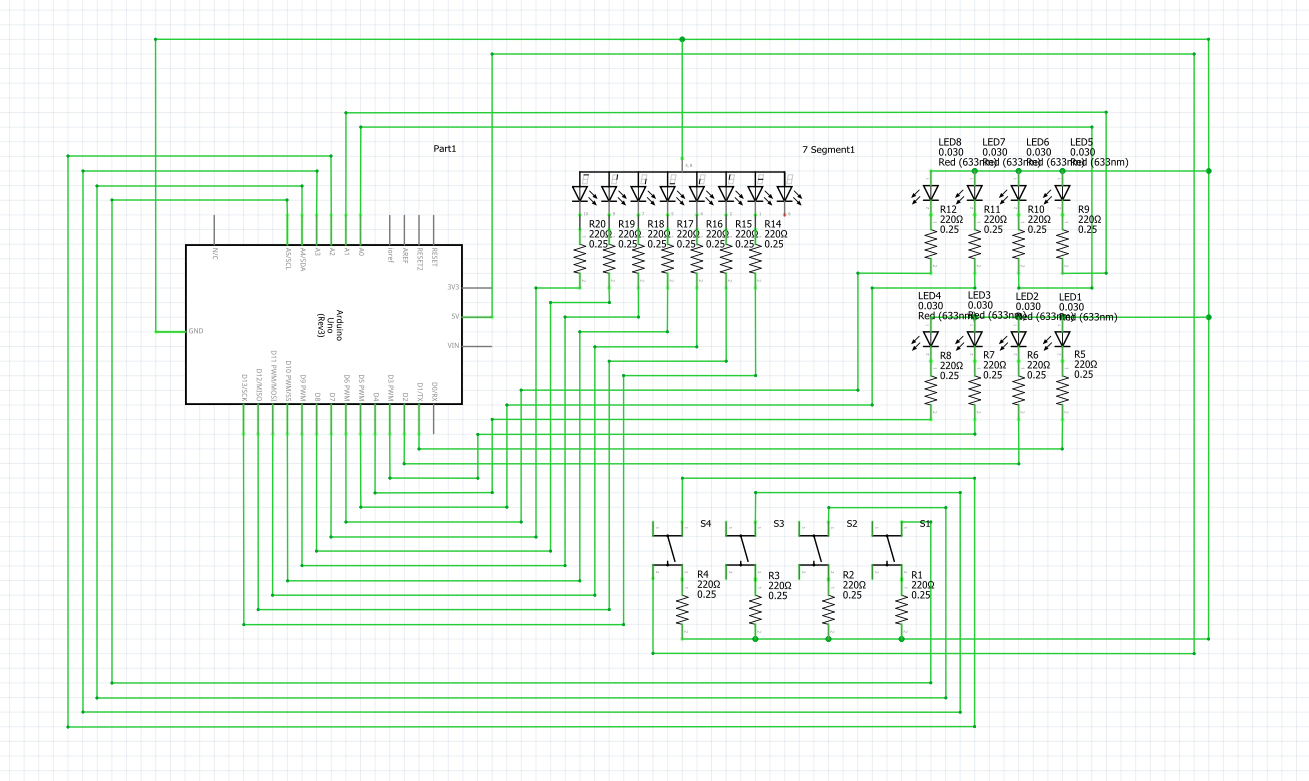 Part1
7 Segment1
LED8
0.030
Red (633nm)
LED7
0.030
Red (633nm)
LED6
0.030
Red (633nm)
LED5
0.030
Red (633nm)
R12
220Ω
0.25
R11
220Ω
0.25
R10
220Ω
0.25
R9
220Ω
0.25
R20
220Ω
0.25
R19
220Ω
0.25
R18
220Ω
0.25
R17
220Ω
0.25
R16
220Ω
0.25
R15
220Ω
0.25
R14
220Ω
0.25
N/C
A5/SCL
A4/SDA
A3
A2
A1
A0
ioref
AREF
RESET2
RESET
3V3
5V
VIN
GND
Arduino
Uno
(Rev3)
D13/SCK
D12/MISO
D11 PWM/MOSI
D10 PWM/SS
D9 PWM
D8
D7
D6 PWM
D5 PWM
D4
D3 PWM
D2
D1/TX
D0/RX
LED4
0.030
Red (633nm)
LED3
0.030
Red (633nm)
LED2
0.030
Red (633nm)
LED1
0.030
Red (633nm)
R8
220Ω
0.25
R7
220Ω
0.25
R6
220Ω
0.25
R5
220Ω
0.25
S4
S3
S2
S1
R4
220Ω
0.25
R3
220Ω
0.25
R2
220Ω
0.25
R1
220Ω
0.25